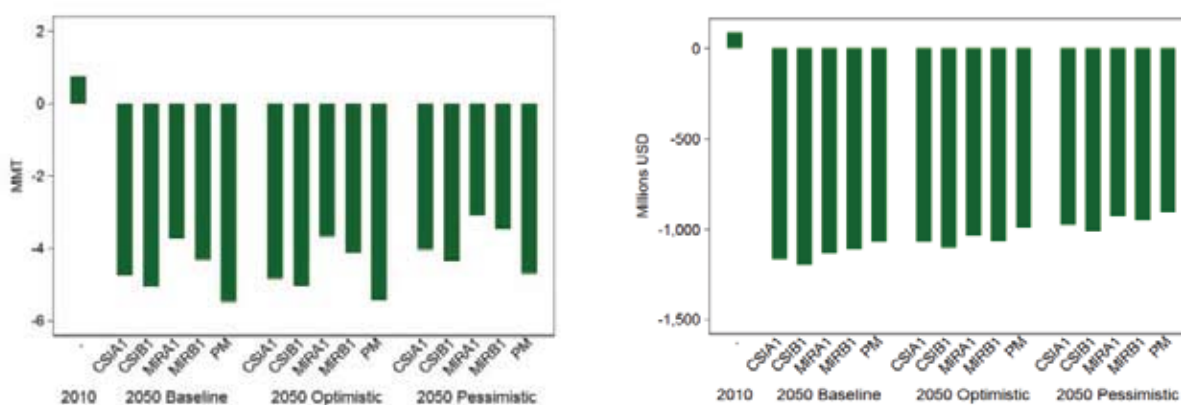 2
0
-2
-4
-6
MMT
-
CSIA1
CSIB1
MIRA1
MIRB1
PM
CSIA1
CSIB1
MIRA1
MIRB1
PM
CSIA1
CSIB1
MIRA1
MIRB1
PM
2010 2050 Baseline 2050 Optimistic 2050 Pessimistic
0
-500
-1,000
-1,500
Millions USD
-
CSIA1
CSIB1
MIRA1
MIRB1
PM
CSIA1
CSIB1
MIRA1
MIRB1
PM
CSIA1
CSIB1
MIRA1
MIRB1
PM
2010 2050 Baseline 2050 Optimistic 2050 Pessimistic